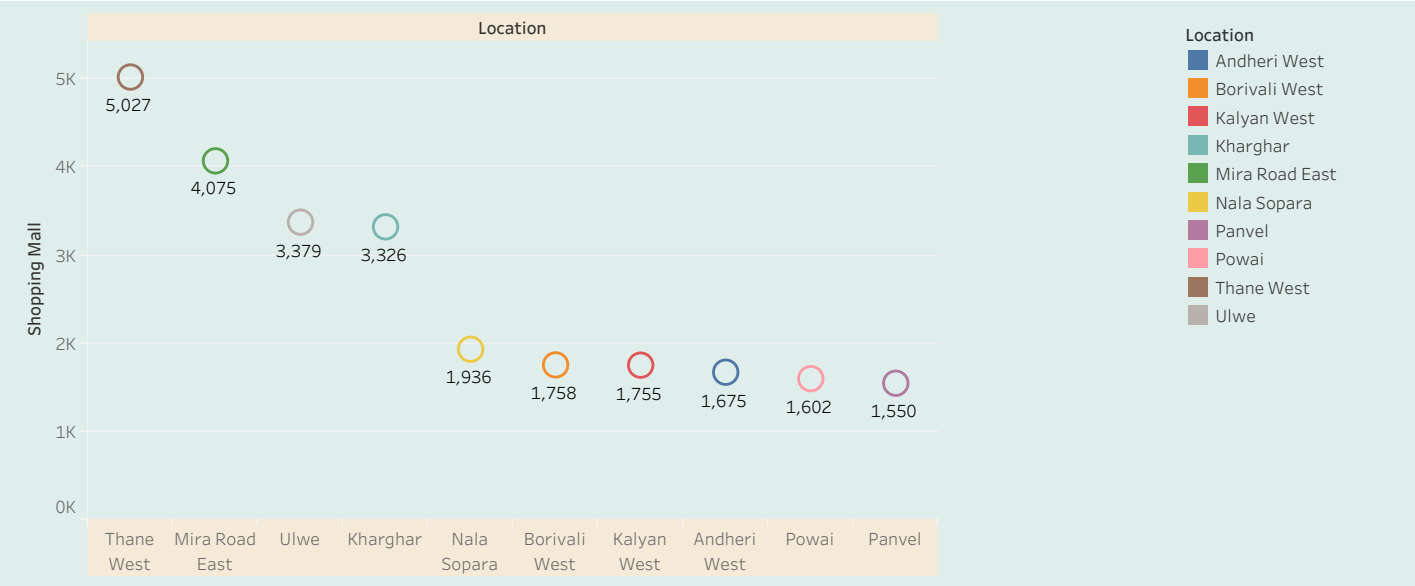 Location
5K
4K
3K
2K
1K
0K
Shopping Mall
5,027
4,075
3,379
3,326
1,936
1,758
1,755
1,675
1,602
1,550
Thane
West
Mira Road
East
Ulwe
Kharghar
Nala
Sopara
Borivali
West
Kalyan
West
Andheri
West
Powai
Panvel
Location
Andheri West
Borivali West
Kalyan West
Kharghar
Mira Road East
Nala Sopara
Panvel
Powai
Thane West
Ulwe